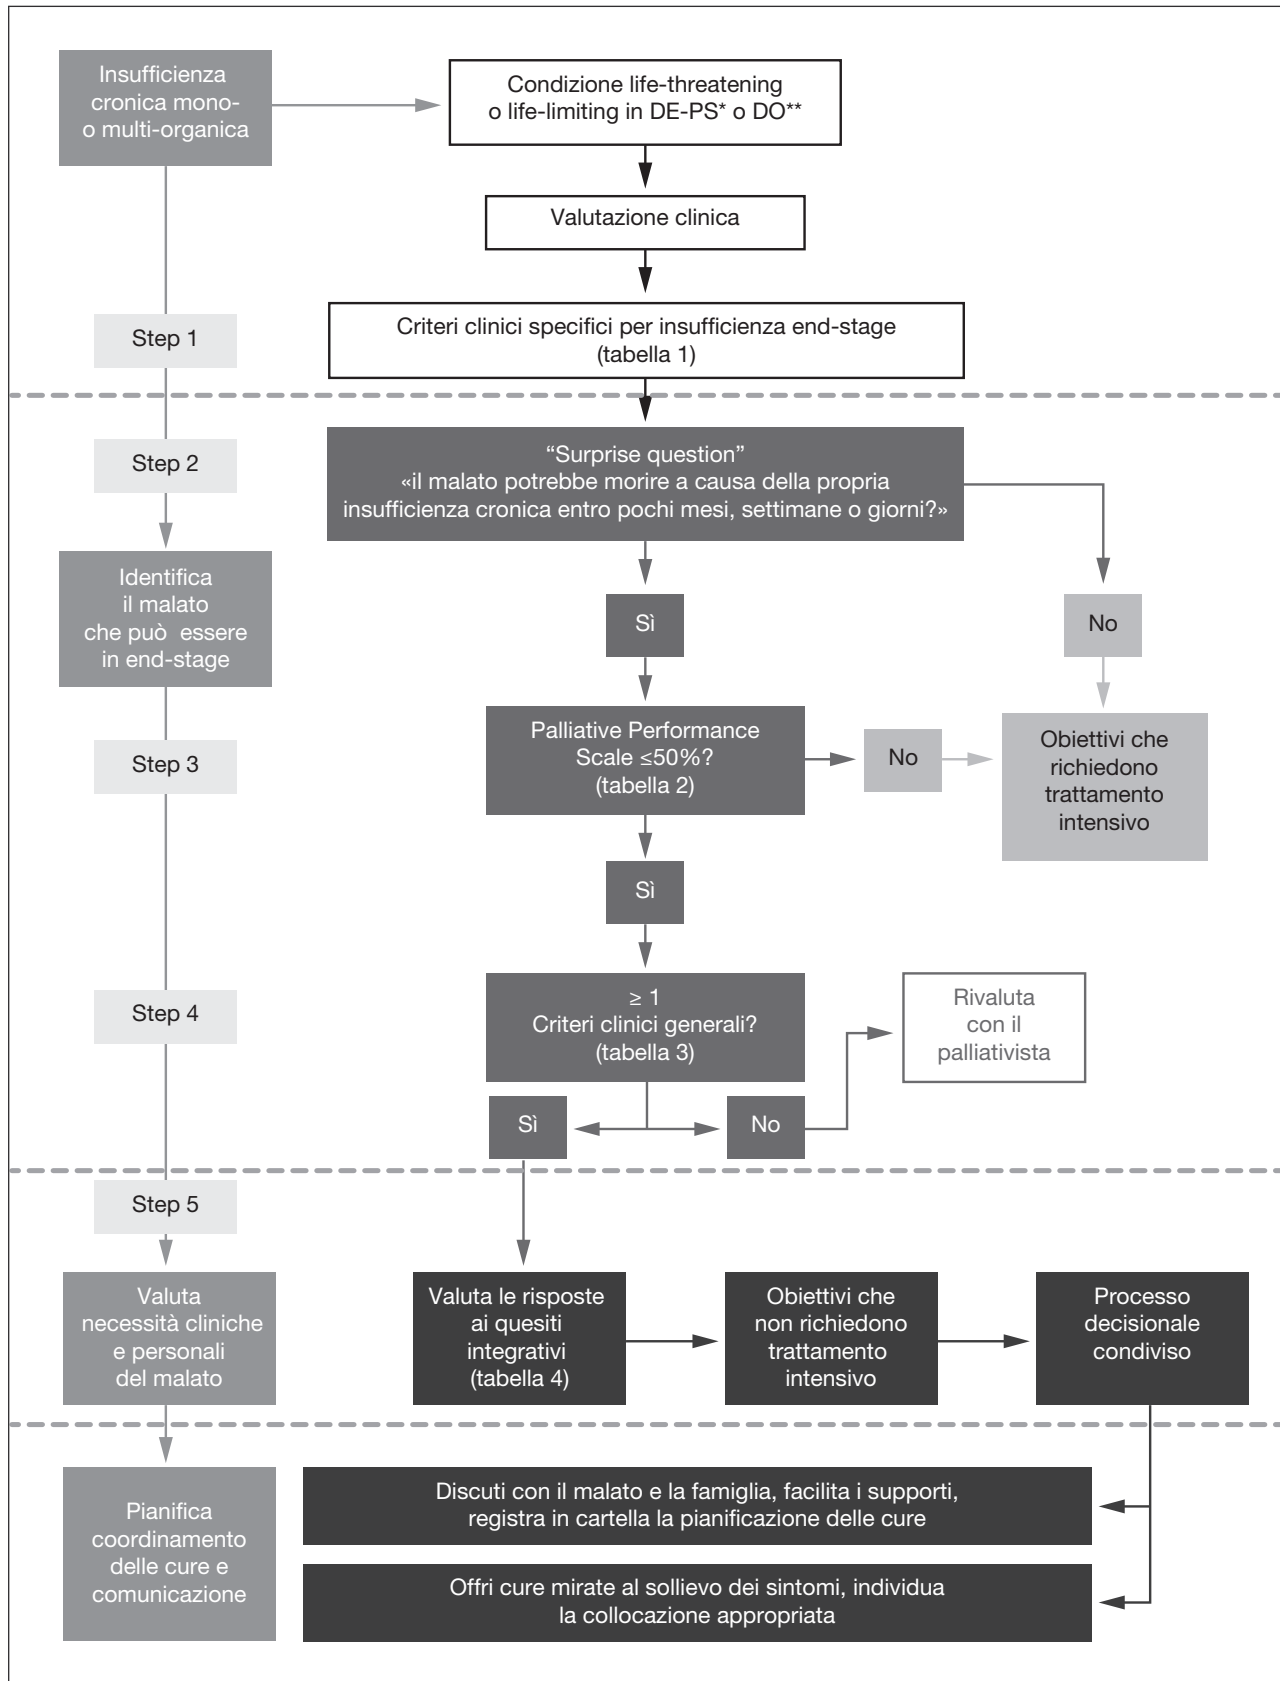 Insufficienza
cronica mono-
o multi-organica
Condizione life-threatening
o life-limiting in DE-PS* o DO**
Valutazione clinica
Step 1
Criteri clinici specifici per insufficienza end-stage
(tabella 1)
Step 2
“Surprise question”
«il malato potrebbe morire a causa della propria
insufficienza cronica entro pochi mesi, settimane o giorni?»
Identifica
il malato
che può essere
in end-stage
Sì
No
Step 3
Palliative Performance
Scale ≤50%?
(tabella 2)
No
Obiettivi che
richiedono
trattamento
intensivo
Sì
Step 4
≥ 1
Criteri clinici generali?
(tabella 3)
Rivaluta
con il
palliativista
Sì
No
Step 5
Valuta
necessità cliniche
e personali
del malato
Valuta le risposte
ai quesiti
integrativi
(tabella 4)
Obiettivi che
non richiedono
trattamento
intensivo
Processo
decisionale
condiviso
Pianifica
coordinamento
delle cure e
comunicazione
Discuti con il malato e la famiglia, facilita i supporti,
registra in cartella la pianificazione delle cure
Offri cure mirate al sollievo dei sintomi, individua
la collocazione appropriata